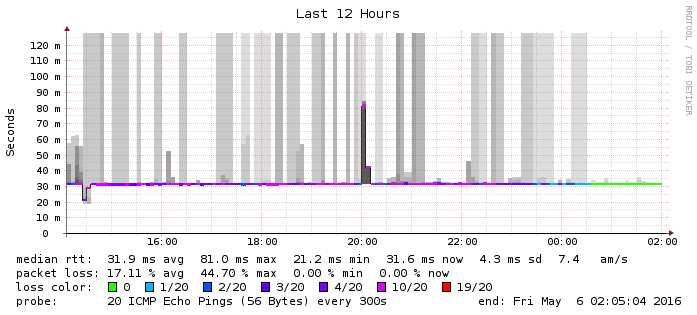 Last 12 Hours
RRDTOOL / TOBI OETIKER
Seconds
120 m
110 m
100 m
90 m
80 m
70 m
60 m
50 m
40 m
30 m
20 m
10 m
0
16:00 18:00 20:00 22:00 00:00 02:00
median rtt: 31.9 ms avg 81.0 ms max 21.2 ms min 31.6 ms now 4.3 ms sd 7.4 am/s
packet loss: 17.11 % avg 44.70 % max 0.00 % min 0.00 % now
loss color: 0 1/20 2/20 3/20 4/20 10/20 19/20
probe: 20 ICMP Echo Pings (56 Bytes) every 300s end: Fri May 6 02:05:04 2016